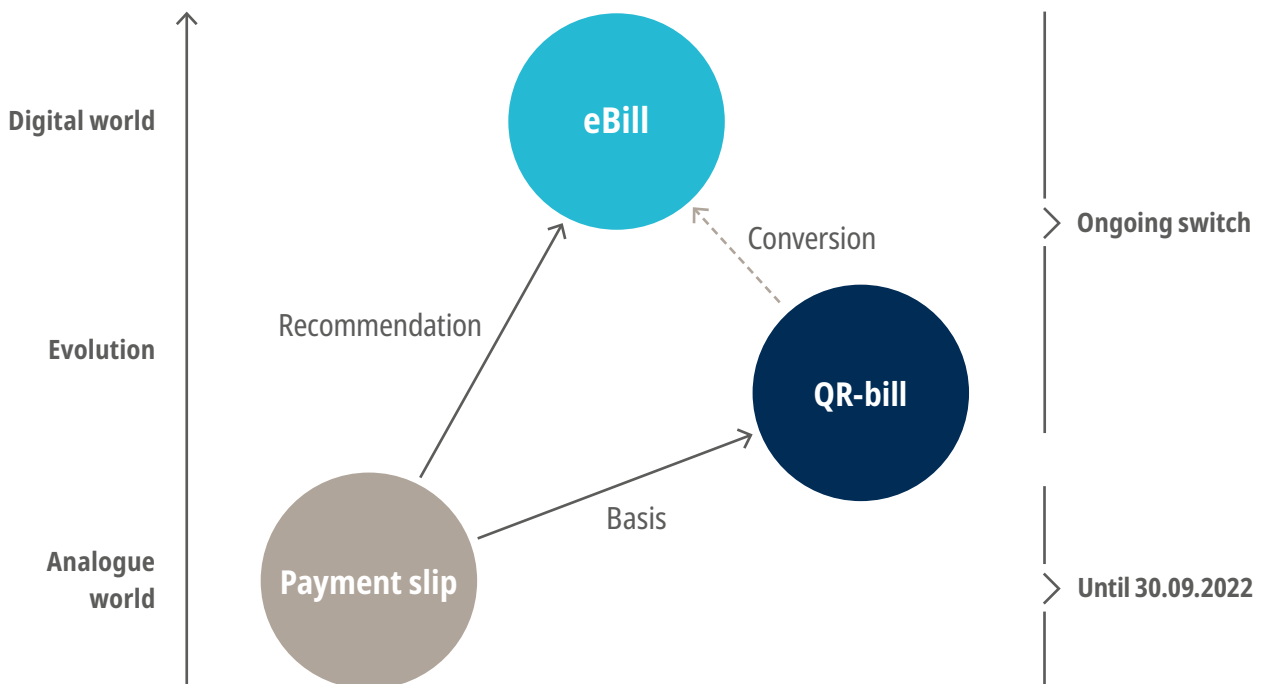 Digital world
eBill
Ongoing switch
Conversion
Recommendation
Evolution
QR-bill
Basis
Analogue
world
Payment slip
Until 30.09.2022